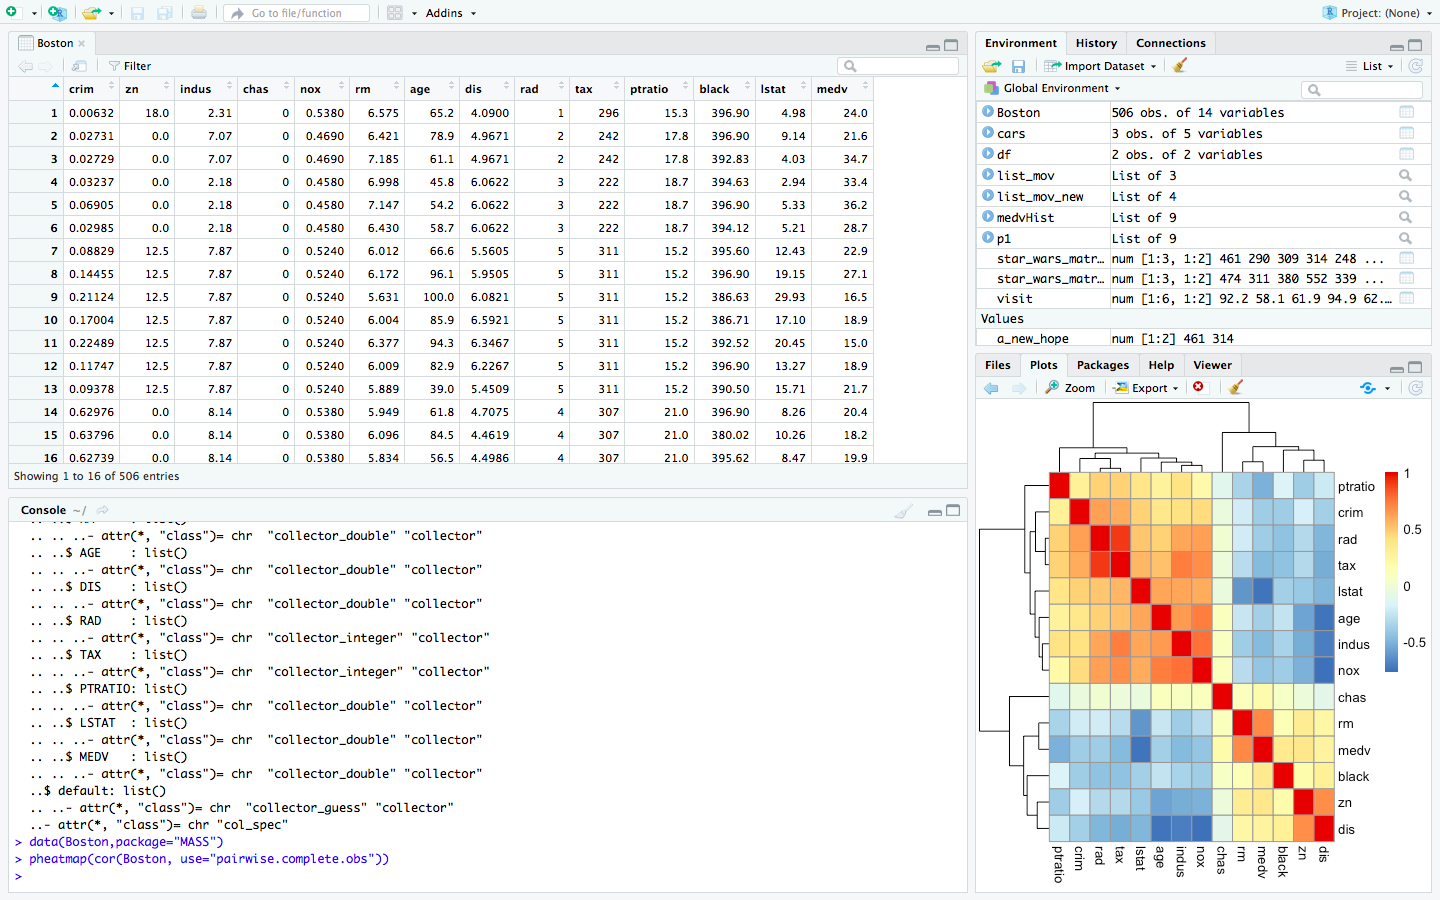 Go to file/function
Addins
Project: (None)
Boston
Filter
crim zn indus chas nox rm age dis rad tax ptratio black lstat medv
1 0.00632 18.0 2.31 0 0.5380 6.575 65.2 4.0900 1 296 15.3 396.90 4.98 24.0
2 0.02731 0.0 7.07 0 0.4690 6.421 78.9 4.9671 2 242 17.8 396.90 9.14 21.6
3 0.02729 0.0 7.07 0 0.4690 7.185 61.1 4.9671 2 242 17.8 392.83 4.03 34.7
4 0.03237 0.0 2.18 0 0.4580 6.998 45.8 6.0622 3 222 18.7 394.63 2.94 33.4
5 0.06905 0.0 2.18 0 0.4580 7.147 54.2 6.0622 3 222 18.7 396.90 5.33 36.2
6 0.02985 0.0 2.18 0 0.4580 6.430 58.7 6.0622 3 222 18.7 394.12 5.21 28.7
7 0.08829 12.5 7.87 0 0.5240 6.012 66.6 5.5605 5 311 15.2 395.60 12.43 22.9
8 0.14455 12.5 7.87 0 0.5240 6.172 96.1 5.9505 5 311 15.2 396.90 19.15 27.1
9 0.21124 12.5 7.87 0 0.5240 5.631 100.0 6.0821 5 311 15.2 386.63 29.93 16.5
10 0.17004 12.5 7.87 0 0.5240 6.004 85.9 6.5921 5 311 15.2 386.71 17.10 18.9
11 0.22489 12.5 7.87 0 0.5240 6.377 94.3 6.3467 5 311 15.2 392.52 20.45 15.0
12 0.11747 12.5 7.87 0 0.5240 6.009 82.9 6.2267 5 311 15.2 396.90 13.27 18.9
13 0.09378 12.5 7.87 0 0.5240 5.889 39.0 5.4509 5 311 15.2 390.50 15.71 21.7
14 0.62976 0.0 8.14 0 0.5380 5.949 61.8 4.7075 4 307 21.0 396.90 8.26 20.4
15 0.63796 0.0 8.14 0 0.5380 6.096 84.5 4.4619 4 307 21.0 380.02 10.26 18.2
16 0.62739 0.0 8.14 0 0.5380 5.834 56.5 4.4986 4 307 21.0 395.62 8.47 19.9
Showing 1 to 16 of 506 entries
Console ~/
.. .. ..- attr(*, "class")= chr "collector_double" "collector"
.. ..$ AGE : list()
.. .. ..- attr(*, "class")= chr "collector_double" "collector"
.. ..$ DIS : list()
.. .. ..- attr(*, "class")= chr "collector_double" "collector"
.. ..$ RAD : list()
.. .. ..- attr(*, "class")= chr "collector_integer" "collector"
.. ..$ TAX : list()
.. .. ..- attr(*, "class")= chr "collector_integer" "collector"
.. ..$ PTRATIO: list()
.. .. ..- attr(*, "class")= chr "collector_double" "collector"
.. ..$ LSTAT : list()
.. .. ..- attr(*, "class")= chr "collector_double" "collector"
.. ..$ MEDV : list()
.. .. ..- attr(*, "class")= chr "collector_double" "collector"
..$ default: list()
.. ..- attr(*, "class")= chr "collector_guess" "collector"
..- attr(*, "class")= chr "col_spec"
> data(Boston,package="MASS")
> pheatmap(cor(Boston, use="pairwise.complete.obs"))
>
Environment History Connections
Import Dataset List
Global Environment
Boston 506 obs. of 14 variables
cars 3 obs. of 5 variables
df 2 obs. of 2 variables
list_mov List of 3
list_mov_new List of 4
medvHist List of 9
p1 List of 9
star_wars_matr... num [1:3, 1:2] 461 290 309 314 248 ...
star_wars_matr... num [1:3, 1:2] 474 311 380 552 339 ...
visit num [1:6, 1:2] 92.2 58.1 61.9 94.9 62...
Values
a_new_hope num [1:2] 461 314
Files Plots Packages Help Viewer
Zoom Export
1
0.5
0
-0.5
ptratio
crim
rad
tax
lstat
age
indus
nox
chas
rm
medv
black
zn
dis
ptratio crim rad tax lstat age indus nox chas rm medv black zn dis